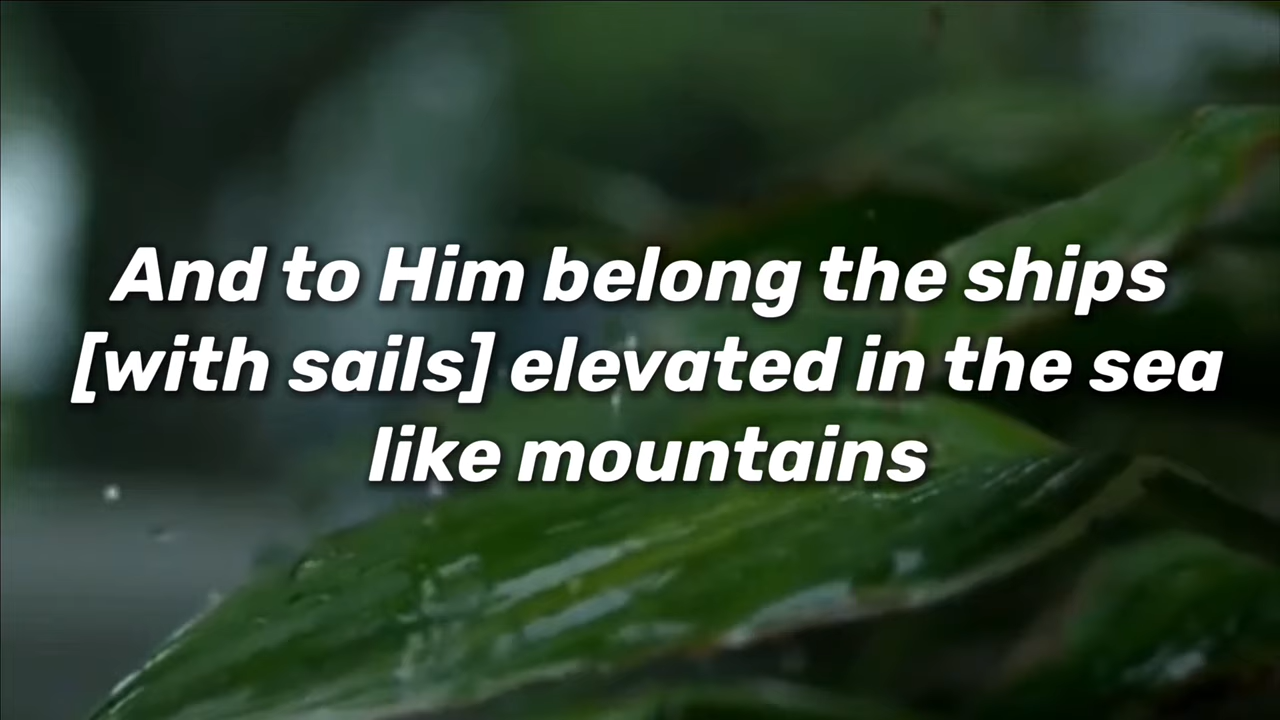 And to Him belong the ships
[with sails] elevated in the sea
like mountains